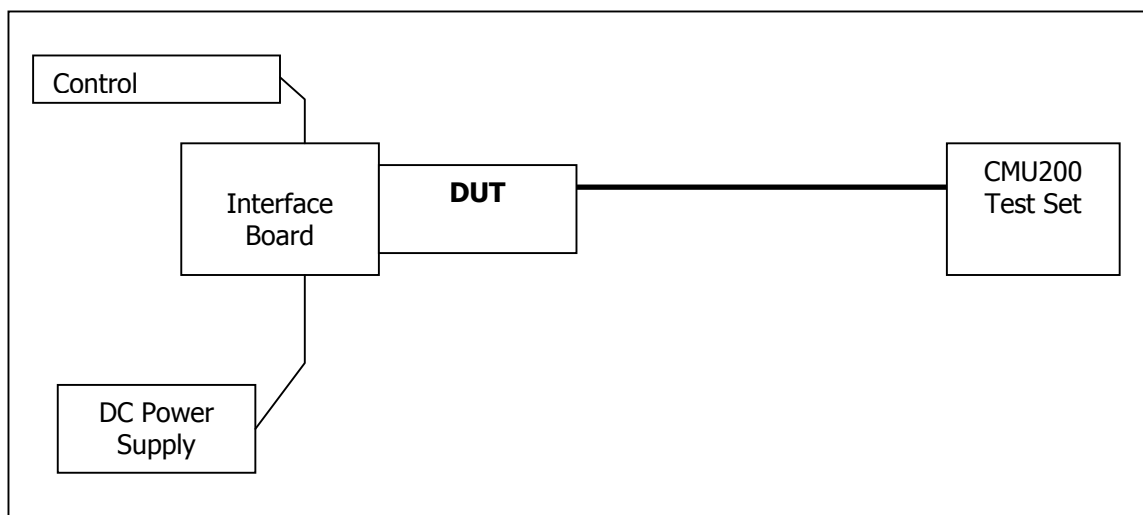 Control
Interface
Board
DUT
CMU200
Test Set
DC Power
Supply